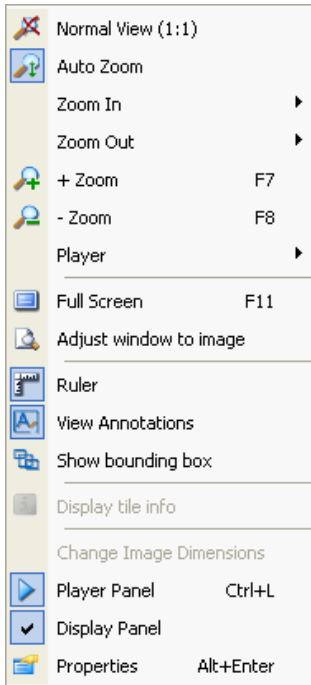 Normal View (1:1)
Auto Zoom
Zoom In
Zoom Out
+ Zoom F7
- Zoom F8
Player
Full Screen F11
Adjust window to image
Ruler
View Annotations
Show bounding box
Display tile info
Change Image Dimensions
Player Panel Ctrl+L
Display Panel
Properties Alt+Enter